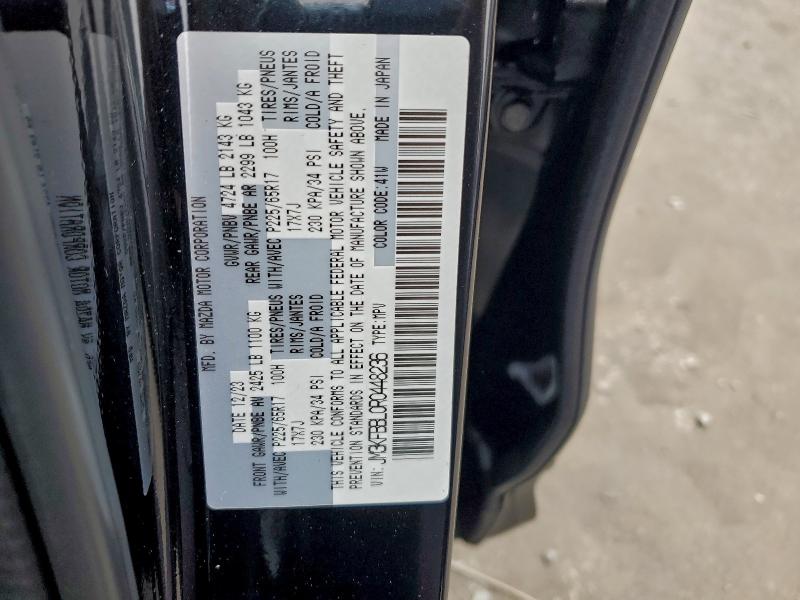 MFD. BY MAZDA MOTOR CORPORATION
DATE 12/23 GVWR/PNBV 4724 LB 2143 KG
FRONT GAWR/PNBE AV 2425 LB 1100 KG REAR GAWR/PNBE AR 2299 LB 1043 KG
WITH/AVEC P225/65R17 100H TIRES/PNEUS WITH/AVEC P225/65R17 100H TIRES/PNEUS
17X7J RIMS/JANTES 17X7J RIMS/JANTES
230 KPA/34 PSI COLD/A FROID 230 KPA/34 PSI COLD/A FROID
THIS VEHICLE CONFORMS TO ALL APPLICABLE FEDERAL MOTOR VEHICLE SAFETY AND THEFT
PREVENTION STANDARDS IN EFFECT ON THE DATE OF MANUFACTURE SHOWN ABOVE.
VIN: JM3KFBBL0R0448236 TYPE:MPV COLOR CODE:41W MADE IN JAPAN